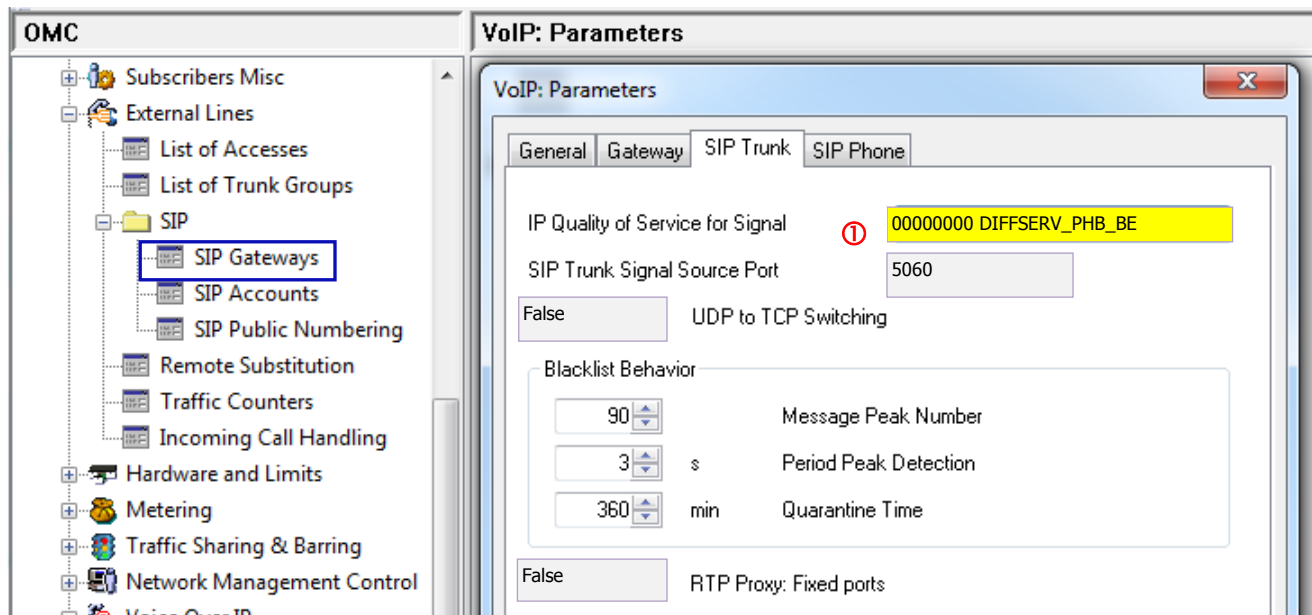 OMC
VoIP: Parameters
Subscribers Misc
External Lines
List of Accesses
List of Trunk Groups
SIP
SIP Gateways
SIP Accounts
SIP Public Numbering
Remote Substitution
Traffic Counters
Incoming Call Handling
Hardware and Limits
Metering
Traffic Sharing & Barring
Network Management Control
Voice Over IP
VoIP: Parameters
General Gateway SIP Trunk SIP Phone
IP Quality of Service for Signal ① 00000000 DIFFSERV_PHB_BE
SIP Trunk Signal Source Port 5060
False UDP to TCP Switching
Blacklist Behavior
90 Message Peak Number
3 s Period Peak Detection
360 min Quarantine Time
False RTP Proxy: Fixed ports